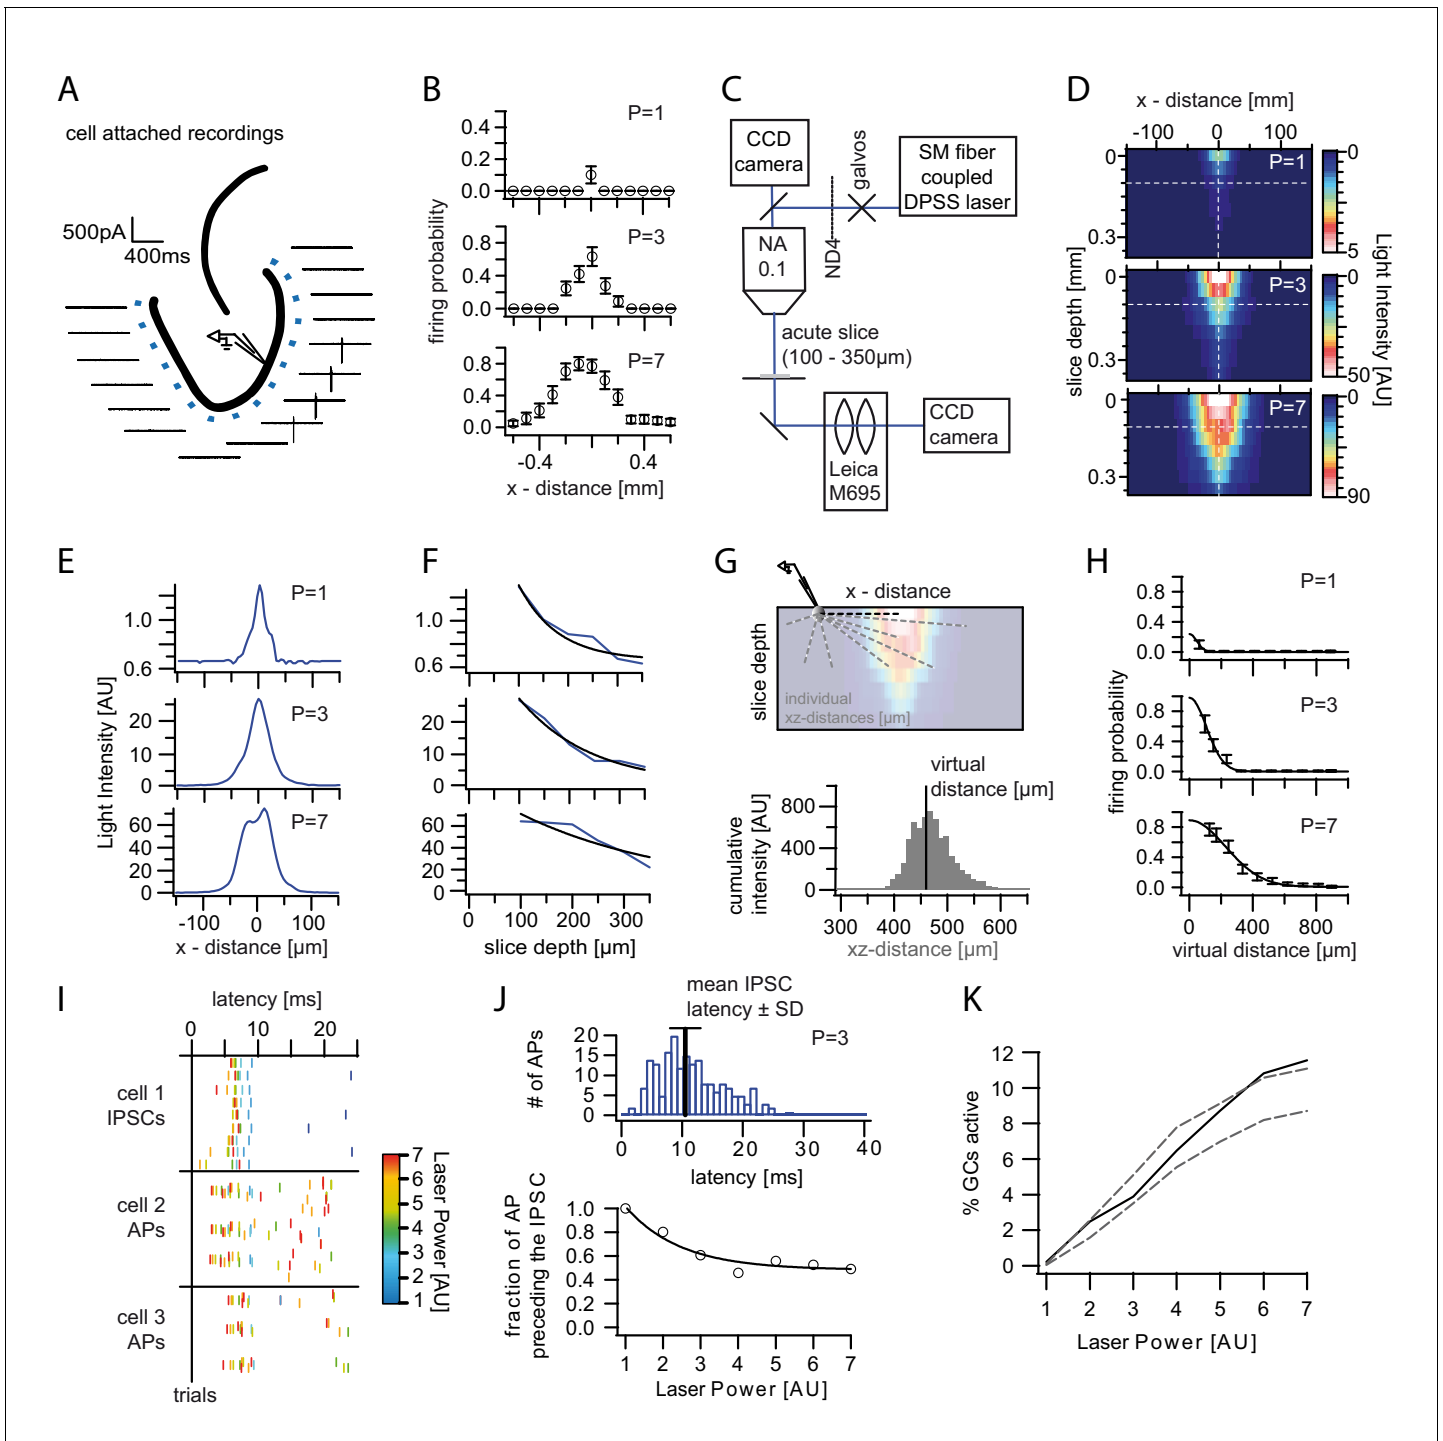 A
cell attached recordings
500pA
400ms
B
P=1
0.4
0.2
0.0
P=3
0.8
0.4
0.0
P=7
0.8
0.4
0.0
-0.4
0.4
x - distance [mm]
firing probability
C
CCD
camera
galvos
SM fiber
coupled
DPSS laser
ND4
NA
0.1
acute slice
(100 - 350µm)
Leica
M695
CCD
camera
D
x - distance [mm]
-100
0
100
P=1
0
0.3
0
5
P=3
0
0.3
0
50
P=7
0
0.3
0
90
slice depth [mm]
Light Intensity [AU]
E
P=1
1.0
0.6
P=3
20
10
0
P=7
60
40
20
0
-100
0
100
x - distance [µm]
Light Intensity [AU]
F
1.0
0.6
20
10
0
60
40
20
0
100
200
300
slice depth [µm]
G
x - distance
slice depth
individual
xz-distances [µm]
virtual
distance [µm]
800
400
0
cumulative
intensity [AU]
300
400
500
600
xz-distance [µm]
H
P=1
0.8
0.4
0.0
P=3
0.8
0.4
0.0
P=7
0.8
0.4
0.0
0
400
800
virtual distance [µm]
firing probability
I
latency [ms]
0
10
20
cell 1
IPSCs
cell 2
APs
cell 3
APs
trials
7
6
5
4
3
2
1
Laser Power [AU]
J
mean IPSC
latency ± SD
P=3
20
15
10
5
0
# of APs
0
10
20
30
40
latency [ms]
1.0
0.8
0.6
0.4
0.2
0.0
fraction of AP
preceding the IPSC
1
2
3
4
5
6
7
Laser Power [AU]
K
12
10
8
6
4
2
0
% GCs active
1
2
3
4
5
6
7
Laser Power [AU]